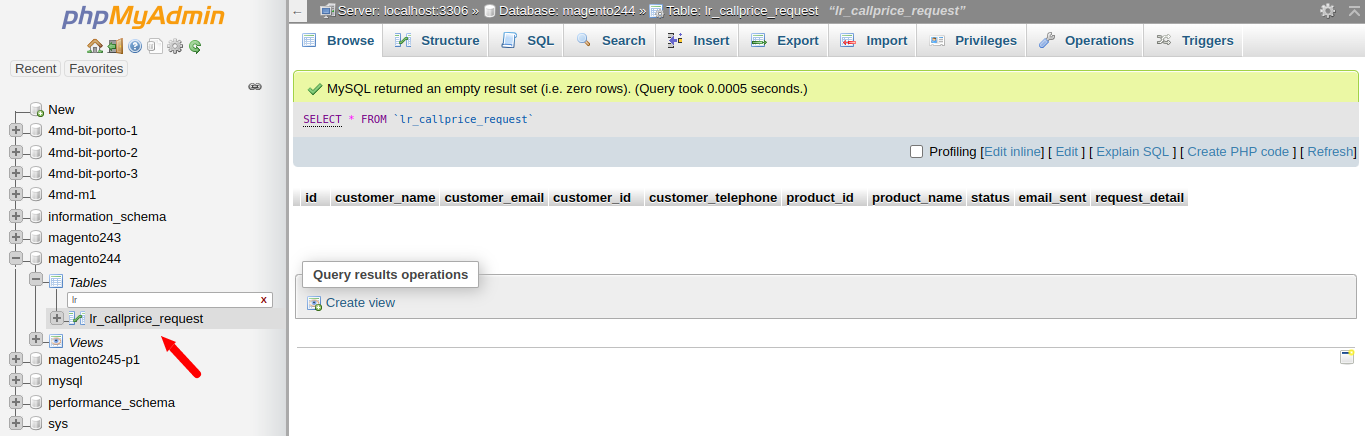 phpMyAdmin
Recent Favorites
New
4md-bit-porto-1
4md-bit-porto-2
4md-bit-porto-3
4md-m1
information_schema
magento243
magento244
Tables
lr X
lr_callprice_request
Views
magento245-p1
mysql
performance_schema
sys
Server: localhost:3306 » Database: magento244 » Table: lr_callprice_request "lr_callprice_request"
Browse Structure SQL Search Insert Export Import Privileges Operations Triggers
MySQL returned an empty result set (i.e. zero rows). (Query took 0.0005 seconds.)
SELECT * FROM `lr_callprice_request`
Profiling [Edit inline] [ Edit ] [ Explain SQL ] [ Create PHP code ] [ Refresh]
id customer_name customer_email customer_id customer_telephone product_id product_name status email_sent request_detail
Query results operations
Create view